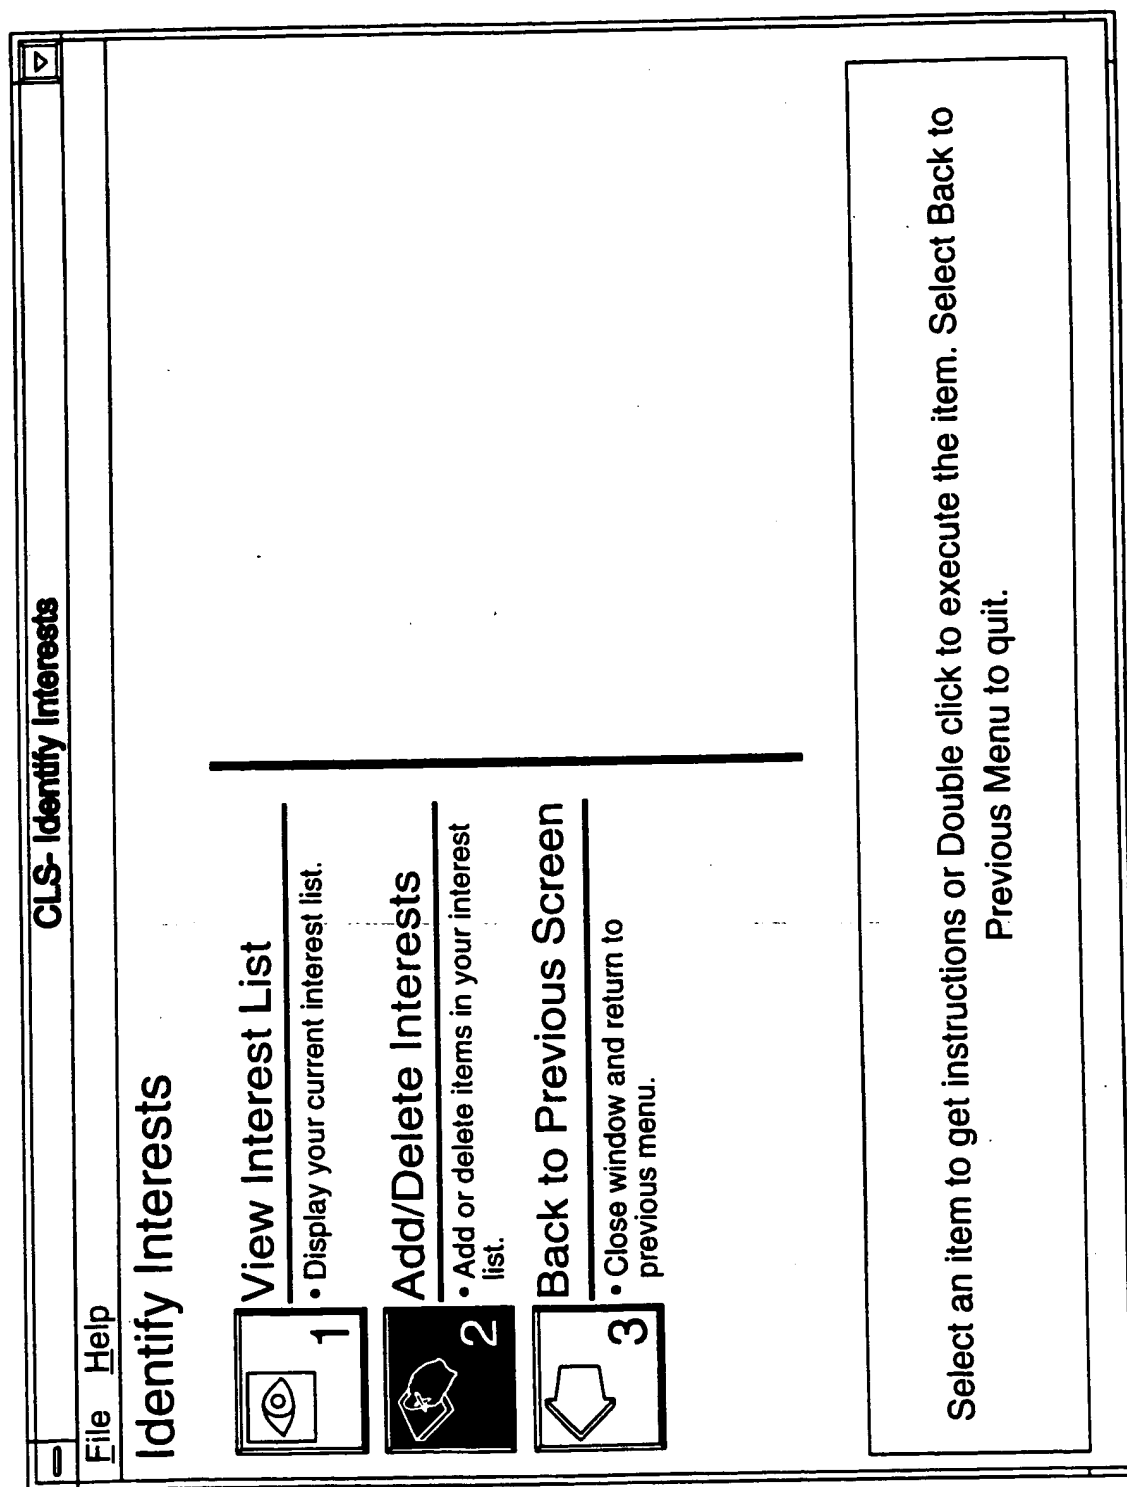 CLS- Identify Interests
File Help
Identify Interests
1
View Interest List
• Display your current interest list.
2
Add/Delete Interests
• Add or delete items in your interest
list.
3
Back to Previous Screen
• Close window and return to
previous menu.
Select an item to get instructions or Double click to execute the item. Select Back to
Previous Menu to quit.